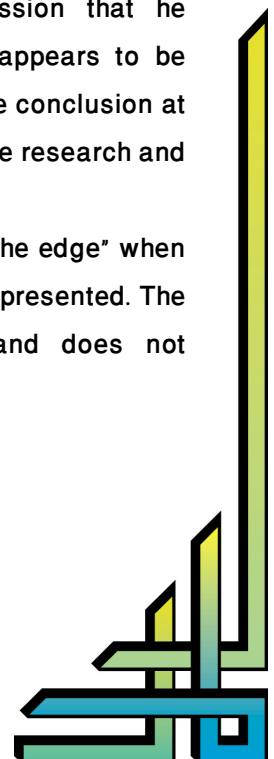 ssion that he
appears to be
e conclusion at
e research and
he edge" when
presented. The
and does not